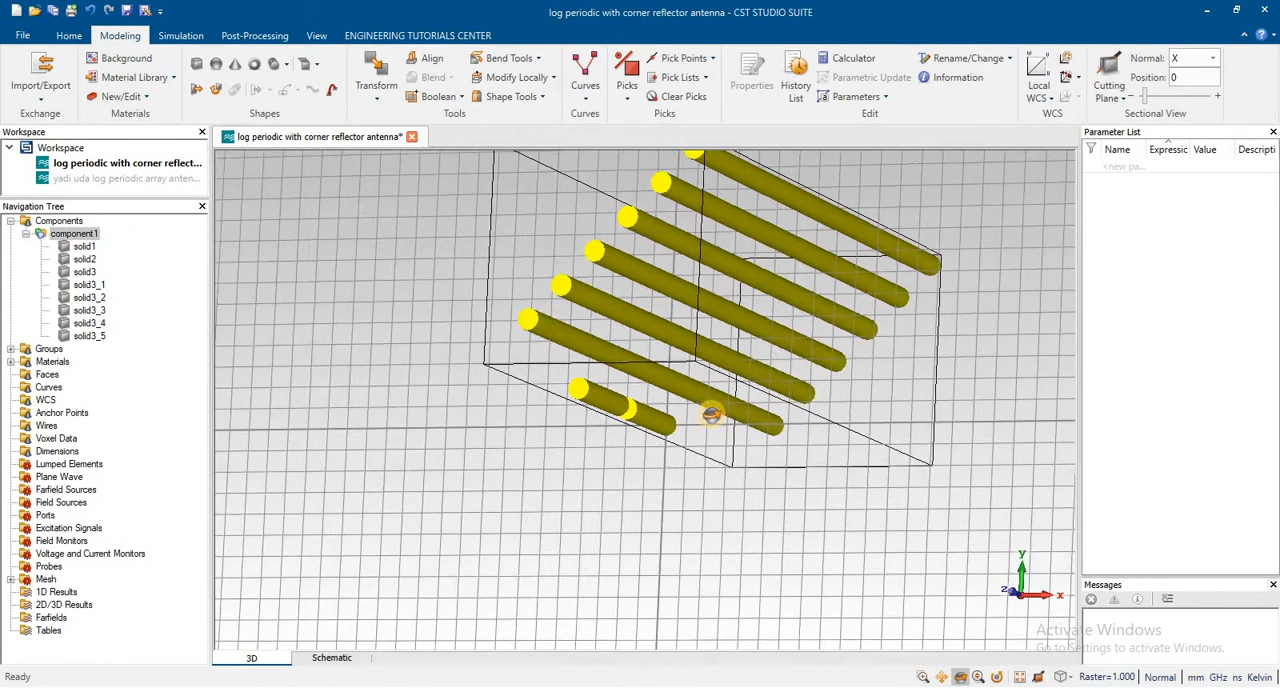 log periodic with corner reflector antenna - CST STUDIO SUITE
File
Home
Modeling
Simulation
Post-Processing
View
ENGINEERING TUTORIALS CENTER
Import/Export
Exchange
Background
Material Library
New/Edit
Materials
Shapes
Transform
Align
Blend
Boolean
Bend Tools
Modify Locally
Shape Tools
Tools
Curves
Curves
Picks
Pick Points
Pick Lists
Clear Picks
Picks
Properties
History List
Calculator
Parametric Update
Parameters
Rename/Change
Information
Edit
Local WCS
WCS
Cutting Plane
Normal: X
Position: 0
Sectional View
Workspace
Workspace
log periodic with corner reflect...
yadi uda log periodic array anten...
log periodic with corner reflector antenna*
Navigation Tree
Components
component1
solid1
solid2
solid3
solid3_1
solid3_2
solid3_3
solid3_4
solid3_5
Groups
Materials
Faces
Curves
WCS
Anchor Points
Wires
Voxel Data
Dimensions
Lumped Elements
Plane Wave
Farfield Sources
Field Sources
Ports
Excitation Signals
Field Monitors
Voltage and Current Monitors
Probes
Mesh
1D Results
2D/3D Results
Farfields
Tables
y
z
x
3D
Schematic
Parameter List
Name
Expressic
Value
Descripti
<new pa...
Messages
Activate Windows
Go to Settings to activate Windows.
Ready
Raster=1.000
Normal
mm GHz ns Kelvin